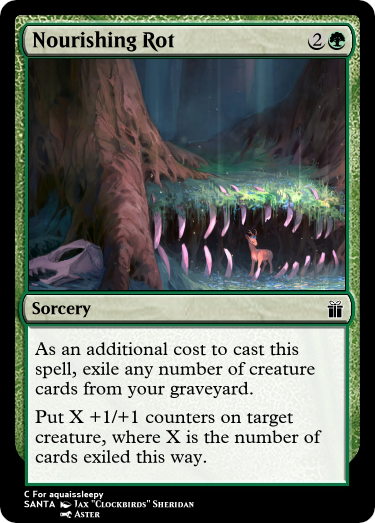 Nourishing Rot
2
Sorcery
As an additional cost to cast this
spell, exile any number of creature
cards from your graveyard.
Put X +1/+1 counters on target
creature, where X is the number of
cards exiled this way.
C For aquaissleepy
SANTA Jax "Clockbirds" Sheridan
Aster